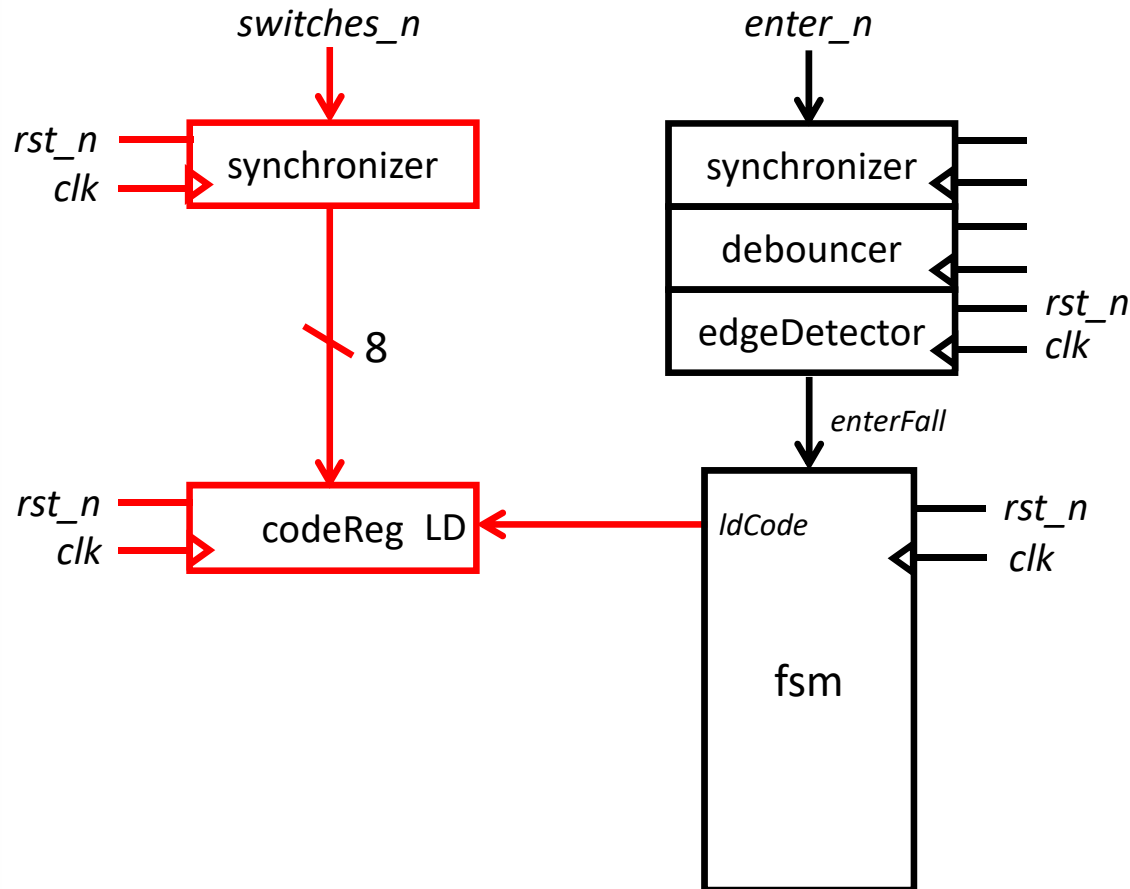 switches_n
enter_n
rst_n
clk
synchronizer
synchronizer
debouncer
edgeDetector
rst_n
clk
8
enterFall
rst_n
clk
codeReg LD
ldCode
rst_n
clk
fsm